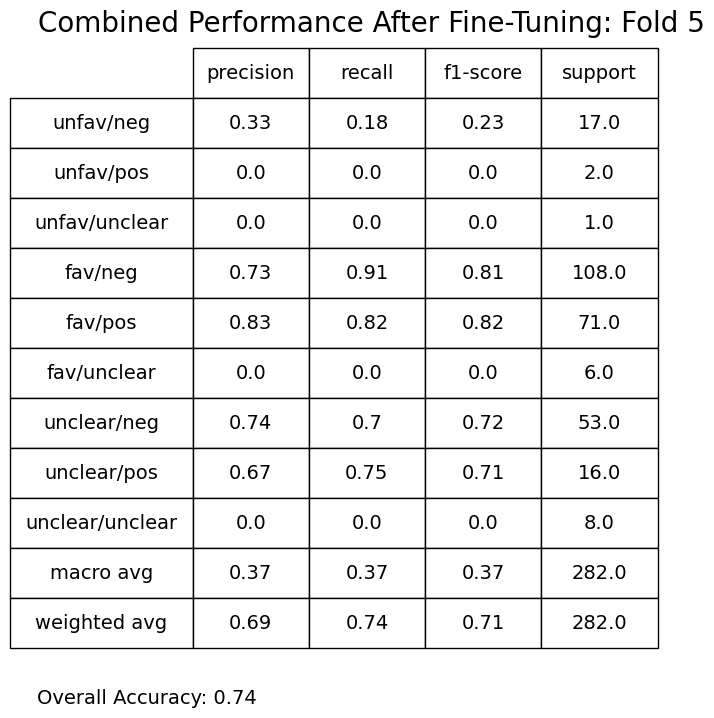 Combined Performance After Fine-Tuning: Fold 5
precision recall f1-score support
unfav/neg 0.33 0.18 0.23 17.0
unfav/pos 0.0 0.0 0.0 2.0
unfav/unclear 0.0 0.0 0.0 1.0
fav/neg 0.73 0.91 0.81 108.0
fav/pos 0.83 0.82 0.82 71.0
fav/unclear 0.0 0.0 0.0 6.0
unclear/neg 0.74 0.7 0.72 53.0
unclear/pos 0.67 0.75 0.71 16.0
unclear/unclear 0.0 0.0 0.0 8.0
macro avg 0.37 0.37 0.37 282.0
weighted avg 0.69 0.74 0.71 282.0
Overall Accuracy: 0.74